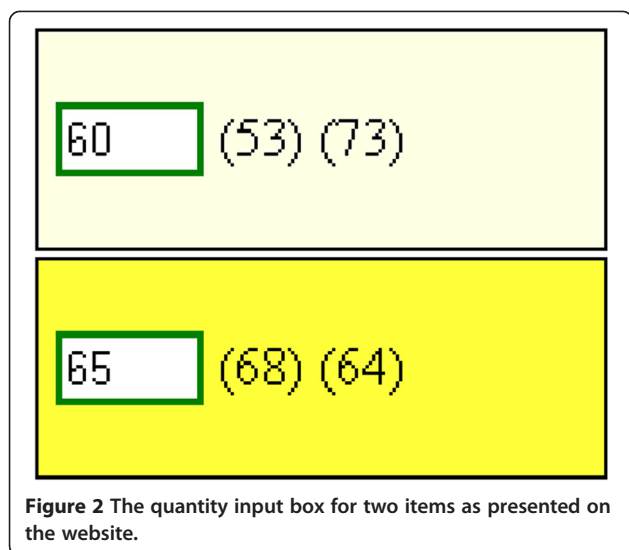 60 (53) (73)
65 (68) (64)
Figure 2 The quantity input box for two items as presented on
the website.